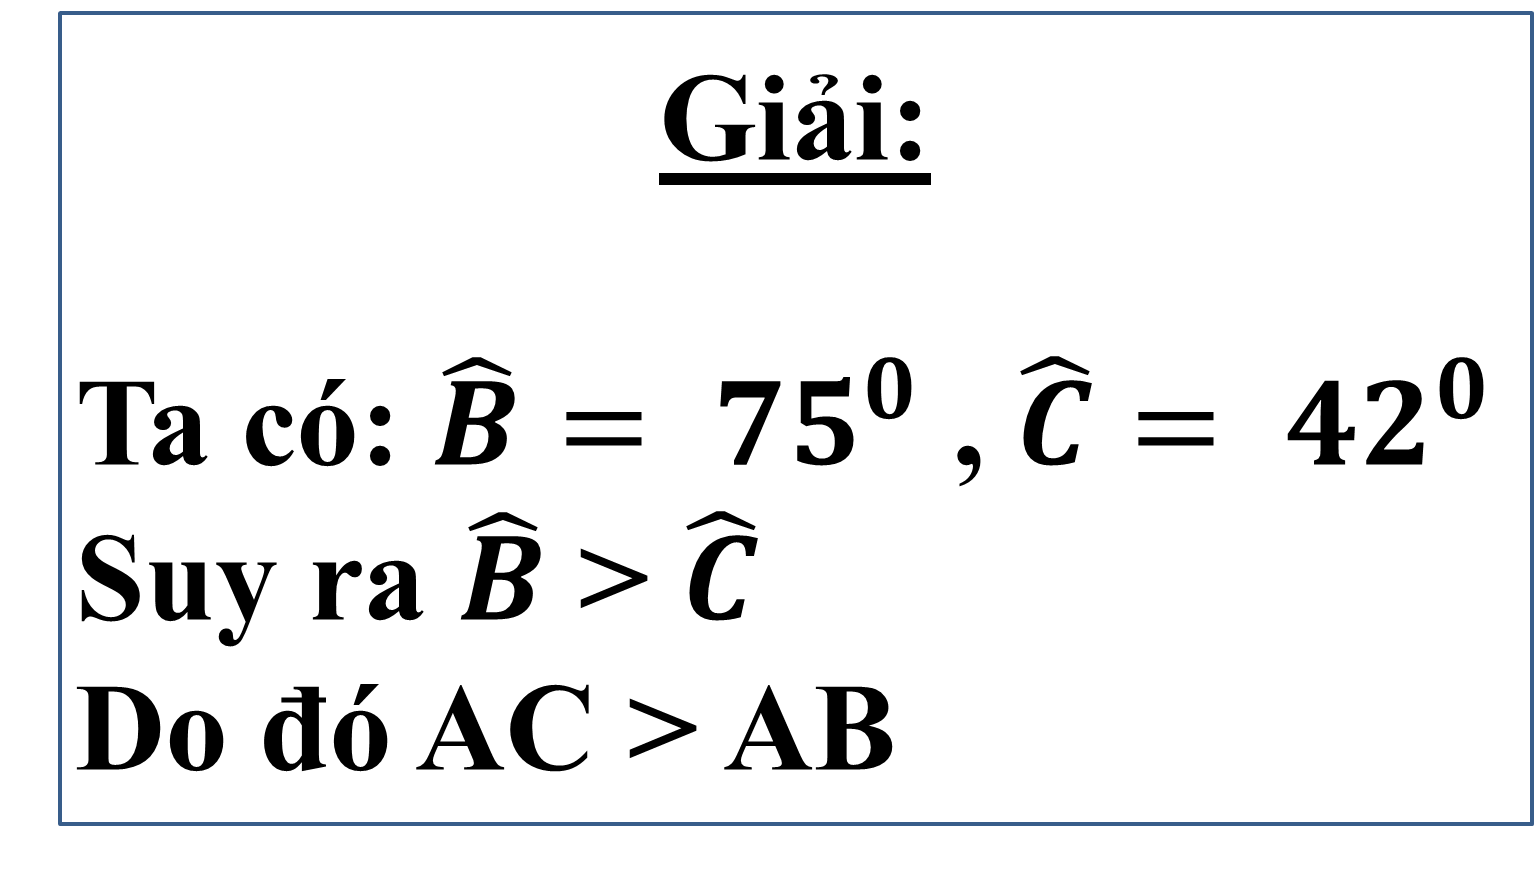 Giải:
Ta có: B̂ = 75⁰ , Ĉ = 42⁰
Suy ra B̂ > Ĉ
Do đó AC > AB